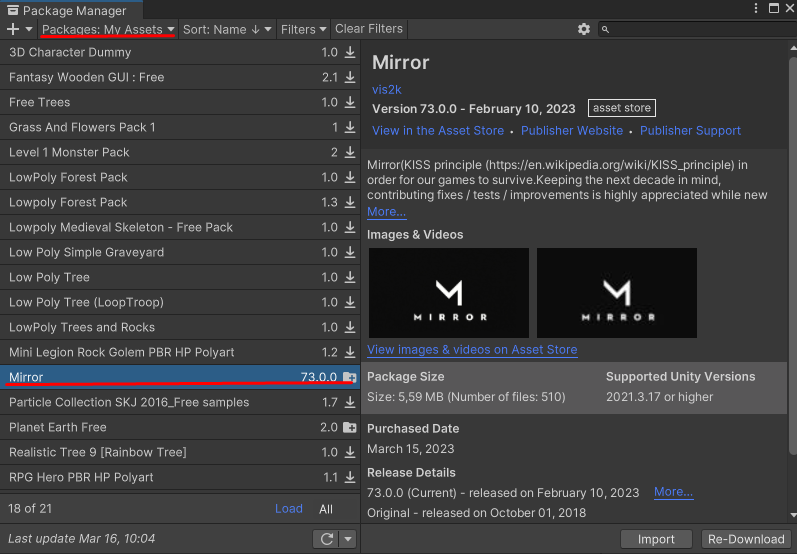 Package Manager
Packages: My Assets
Sort: Name ↓
Filters
Clear Filters
3D Character Dummy 1.0
Fantasy Wooden GUI : Free 2.1
Free Trees 1.0
Grass And Flowers Pack 1 1
Level 1 Monster Pack 2
LowPoly Forest Pack 1.0
Lowpoly Forest Pack 1.3
Lowpoly Medieval Skeleton - Free Pack 1.0
Low Poly Simple Graveyard 1.0
Low Poly Tree 1.0
Low Poly Tree (LoopTroop) 1.0
LowPoly Trees and Rocks 1.0
Mini Legion Rock Golem PBR HP Polyart 1.2
Mirror 73.0.0
Particle Collection SKJ 2016_Free samples 1.7
Planet Earth Free 2.0
Realistic Tree 9 [Rainbow Tree] 1.0
RPG Hero PBR HP Polyart 1.1
18 of 21 Load All
Last update Mar 16, 10:04
Mirror
vis2k
Version 73.0.0 - February 10, 2023 asset store
View in the Asset Store • Publisher Website • Publisher Support
Mirror(KISS principle (https://en.wikipedia.org/wiki/KISS_principle) in
order for our games to survive.Keeping the next decade in mind,
contributing fixes / tests / improvements is highly appreciated while new
More...
Images & Videos
MIRROR
MIRROR
View images & videos on Asset Store
Package Size
Size: 5,59 MB (Number of files: 510)
Supported Unity Versions
2021.3.17 or higher
Purchased Date
March 15, 2023
Release Details
73.0.0 (Current) - released on February 10, 2023 More...
Original - released on October 01, 2018
Import Re-Download